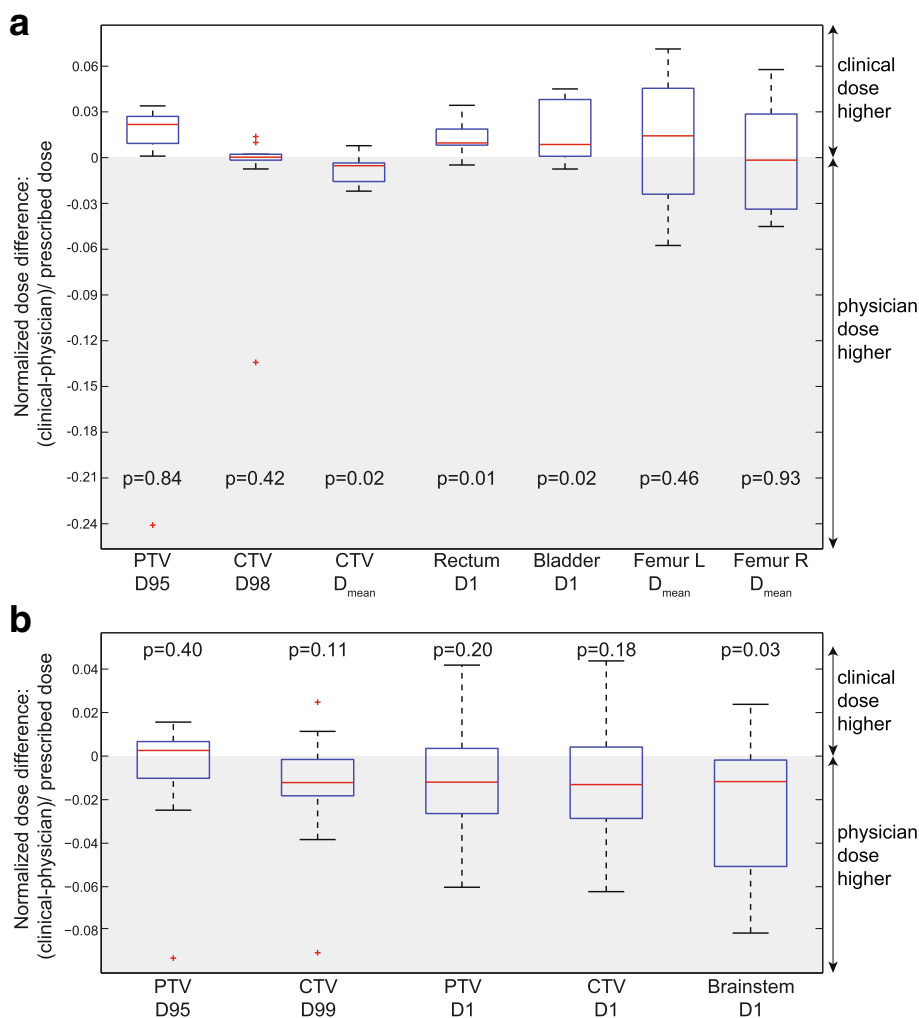 a
Normalized dose difference:
(clinical-physician)/ prescribed dose
0.06
0.03
0
-0.03
-0.06
-0.09
-0.12
-0.15
-0.18
-0.21
-0.24
clinical
dose
higher
physician
dose
higher
p=0.84 p=0.42 p=0.02 p=0.01 p=0.02 p=0.46 p=0.93
PTV CTV CTV Rectum Bladder Femur L Femur R
D95 D98 Dmean D1 D1 Dmean Dmean
b
Normalized dose difference:
(clinical-physician)/ prescribed dose
p=0.40 p=0.11 p=0.20 p=0.18 p=0.03
0.04
0.02
0
−0.02
−0.04
−0.06
−0.08
clinical
dose
higher
physician
dose
higher
PTV CTV PTV CTV Brainstem
D95 D99 D1 D1 D1